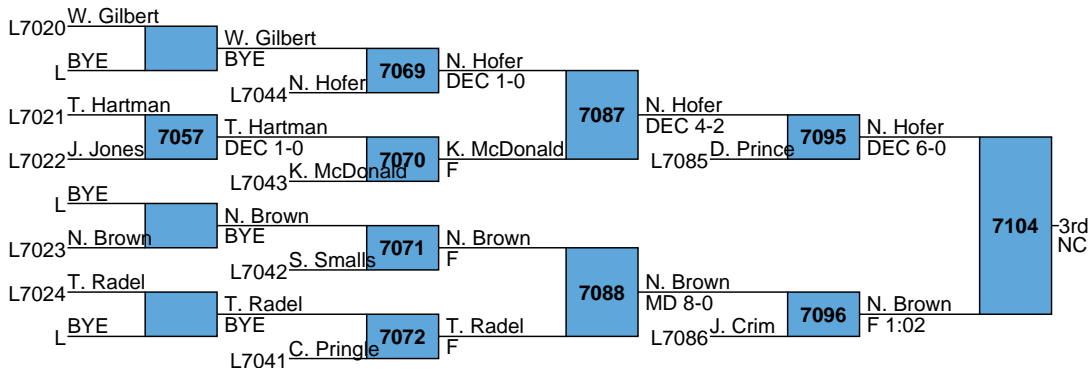 L7020 W. Gilbert
L BYE
W. Gilbert
BYE
7069
L7044 N. Hofer
N. Hofer
DEC 1-0
L7021 T. Hartman
7057
L7022 J. Jones
T. Hartman
DEC 1-0
7070
L7043 K. McDonald
K. McDonald
F
7087
N. Hofer
DEC 4-2
L7085 D. Prince
7095
N. Hofer
DEC 6-0
L BYE
L7023 N. Brown
N. Brown
BYE
7071
L7042 S. Smalls
N. Brown
F
L7024 T. Radel
L BYE
T. Radel
BYE
7072
L7041 C. Pringle
T. Radel
F
7088
N. Brown
MD 8-0
L7086 J. Crim
7096
N. Brown
F 1:02
7104
3rd
NC